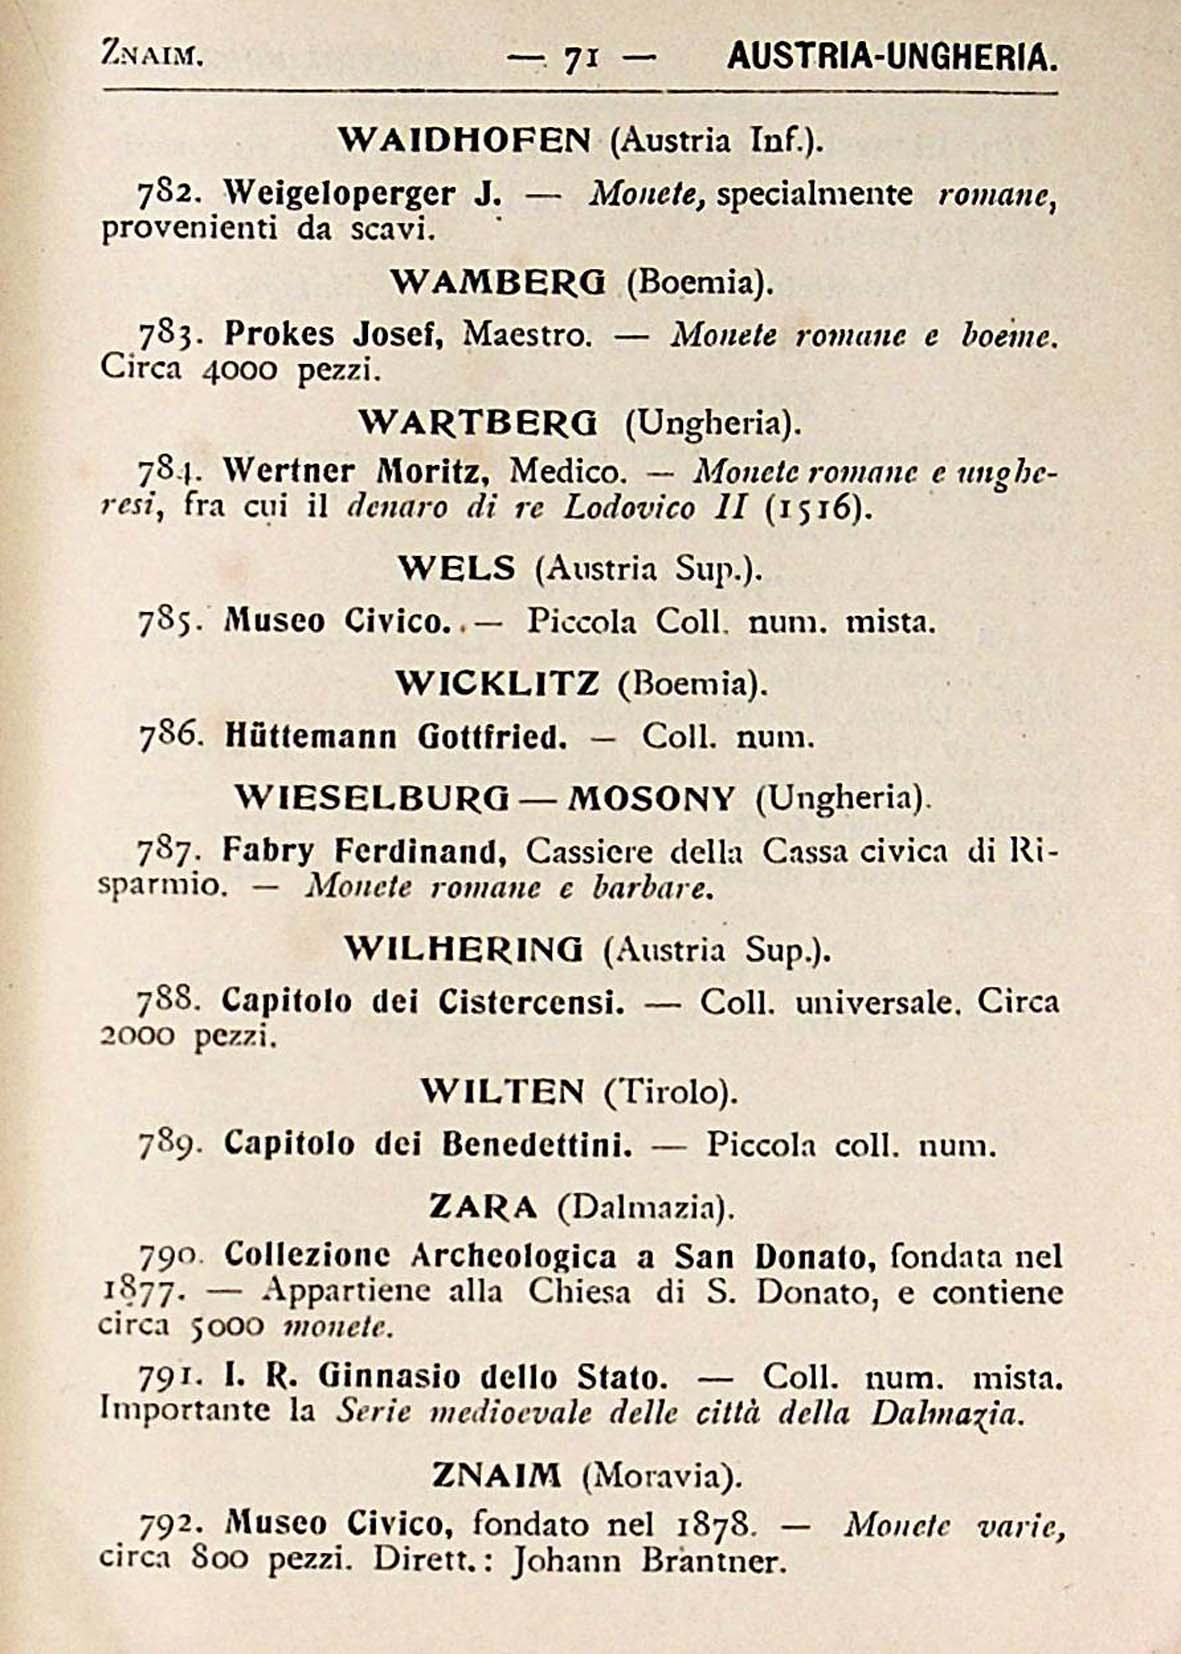 ZNAIM. — 71 — AUSTRIA-UNGHERIA.
WAIDHOFEN (Austria Inf.).
782. Weigeloperger J. — Monete, specialmente romane,
provenienti da scavi.
WAMBERG (Boemia).
783. Prokes Josef, Maestro. — Monete romane e boeme.
Circa 4000 pezzi.
WARTBERG (Ungheria).
784. Wertner Moritz, Medico. — Monete romane e unghe-
resi, fra cui il denaro di re Lodovico II (1516).
WELS (Austria Sup.).
785. Museo Civico. — Piccola Coll. num. mista.
WICKLITZ (Boemia).
786. Hüttemann Gottfried. — Coll. num.
WIESELBURG — MOSONY (Ungheria).
787. Fabry Ferdinand, Cassiere della Cassa civica di Ri-
sparmio. — Monete romane e barbare.
WILHERING (Austria Sup.).
788. Capitolo dei Cistercensi. — Coll. universale. Circa
2000 pezzi.
WILTEN (Tirolo).
789. Capitolo dei Benedettini. — Piccola coll. num.
ZARA (Dalmazia).
790. Collezione Archeologica a San Donato, fondata nel
1877. — Appartiene alla Chiesa di S. Donato, e contiene
circa 5000 monete.
791. I. R. Ginnasio dello Stato. — Coll. num. mista.
Importante la Serie medioevale delle città della Dalmazia.
ZNAIM (Moravia).
792. Museo Civico, fondato nel 1878. — Monete varie,
circa 800 pezzi. Dirett.: Johann Brantner.